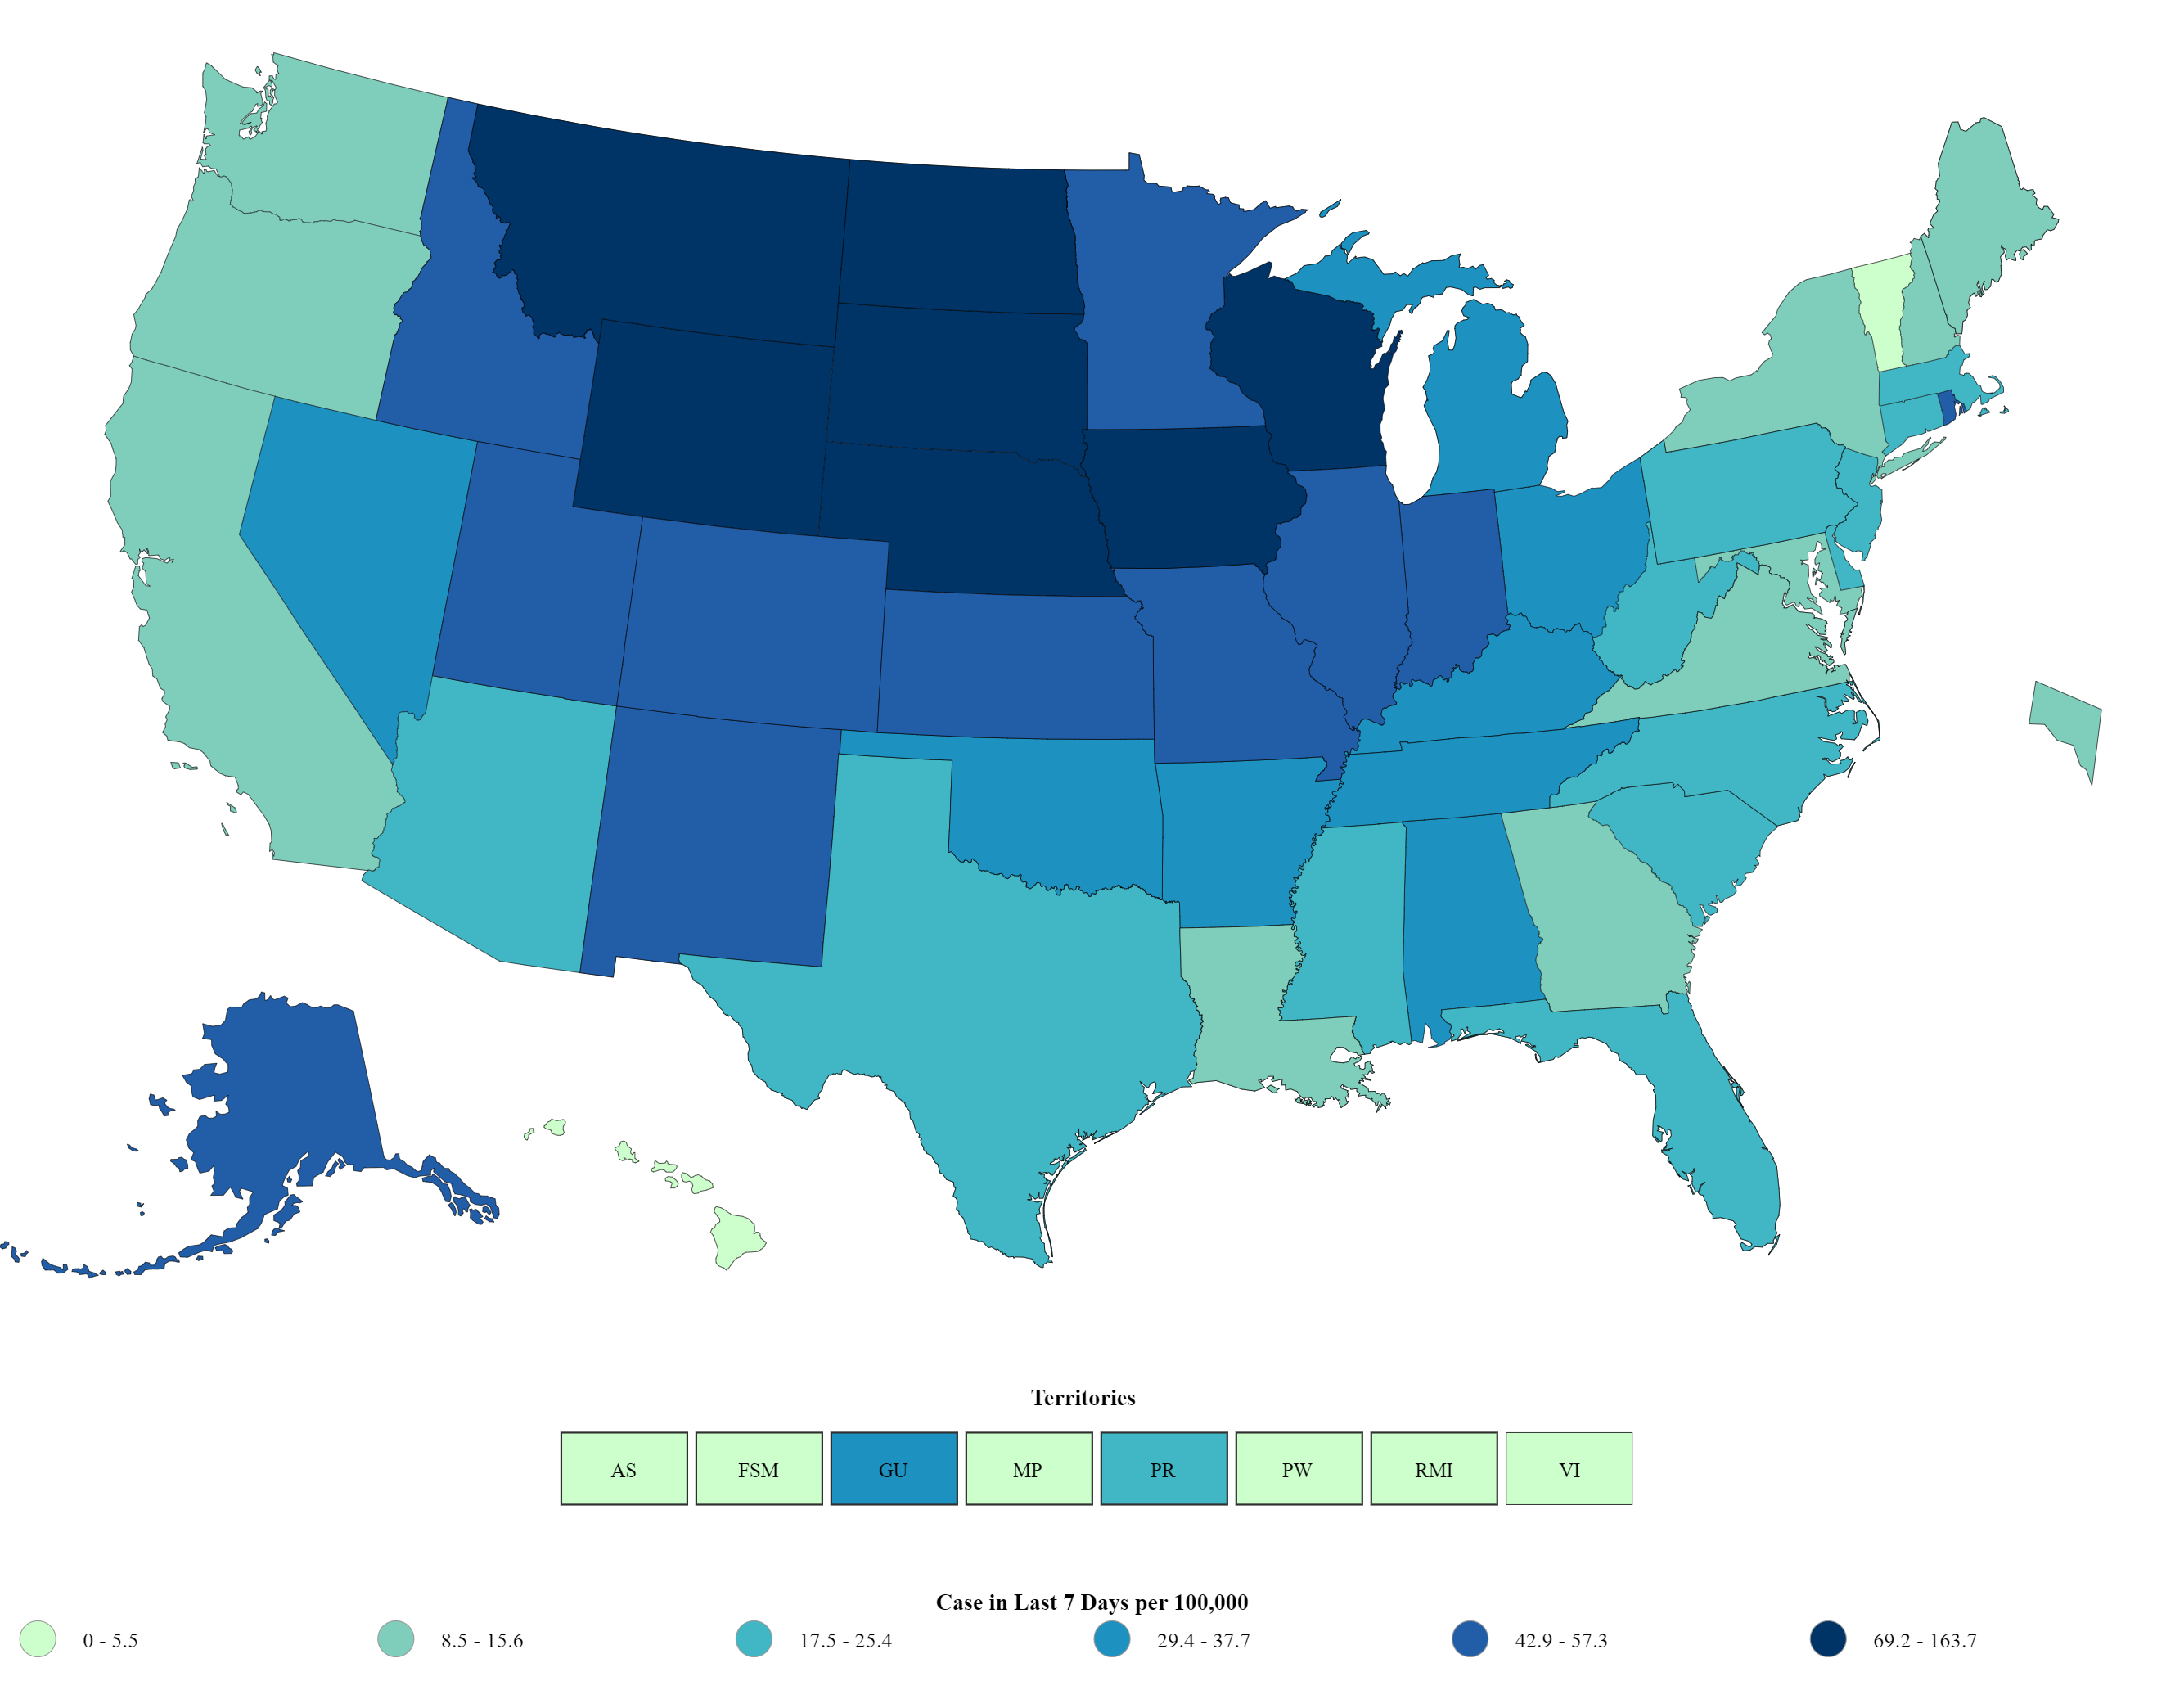 Territories
AS FSM GU MP PR PW RMI VI
Case in Last 7 Days per 100,000
0 - 5.5 8.5 - 15.6 17.5 - 25.4 29.4 - 37.7 42.9 - 57.3 69.2 - 163.7